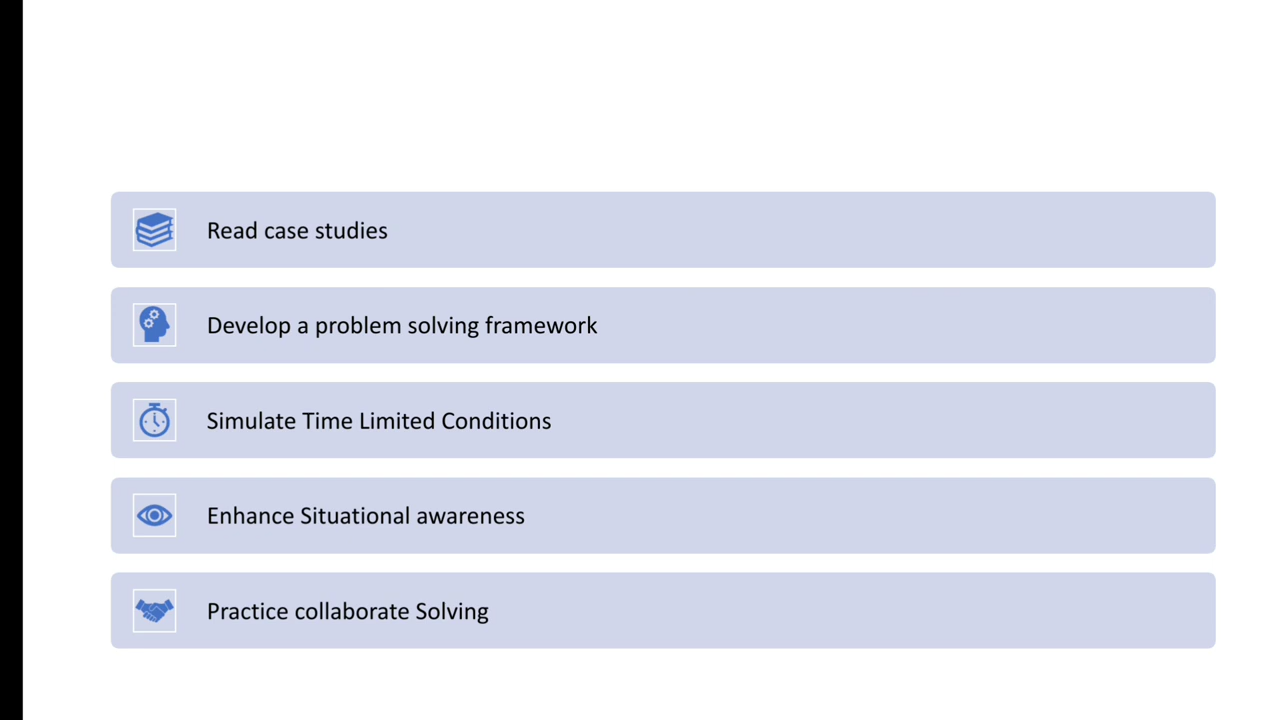 Read case studies
Develop a problem solving framework
Simulate Time Limited Conditions
Enhance Situational awareness
Practice collaborate Solving